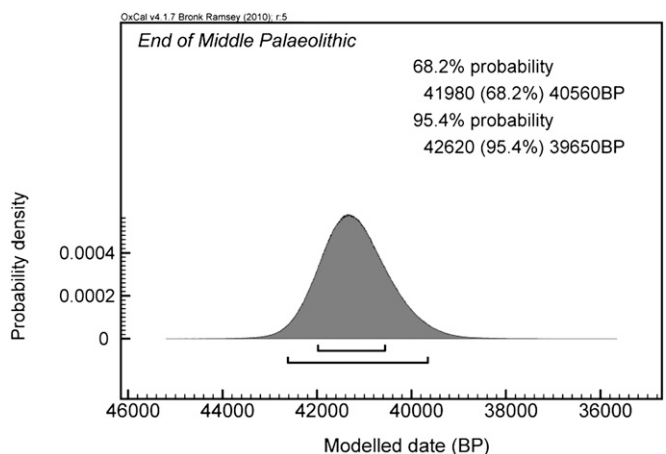 OxCal v4.1.7 Bronk Ramsey (2010); r:5
End of Middle Palaeolithic
68.2% probability
41980 (68.2%) 40560BP
95.4% probability
42620 (95.4%) 39650BP
Probability density
0.0004
0.0002
0
46000 44000 42000 40000 38000 36000
Modelled date (BP)